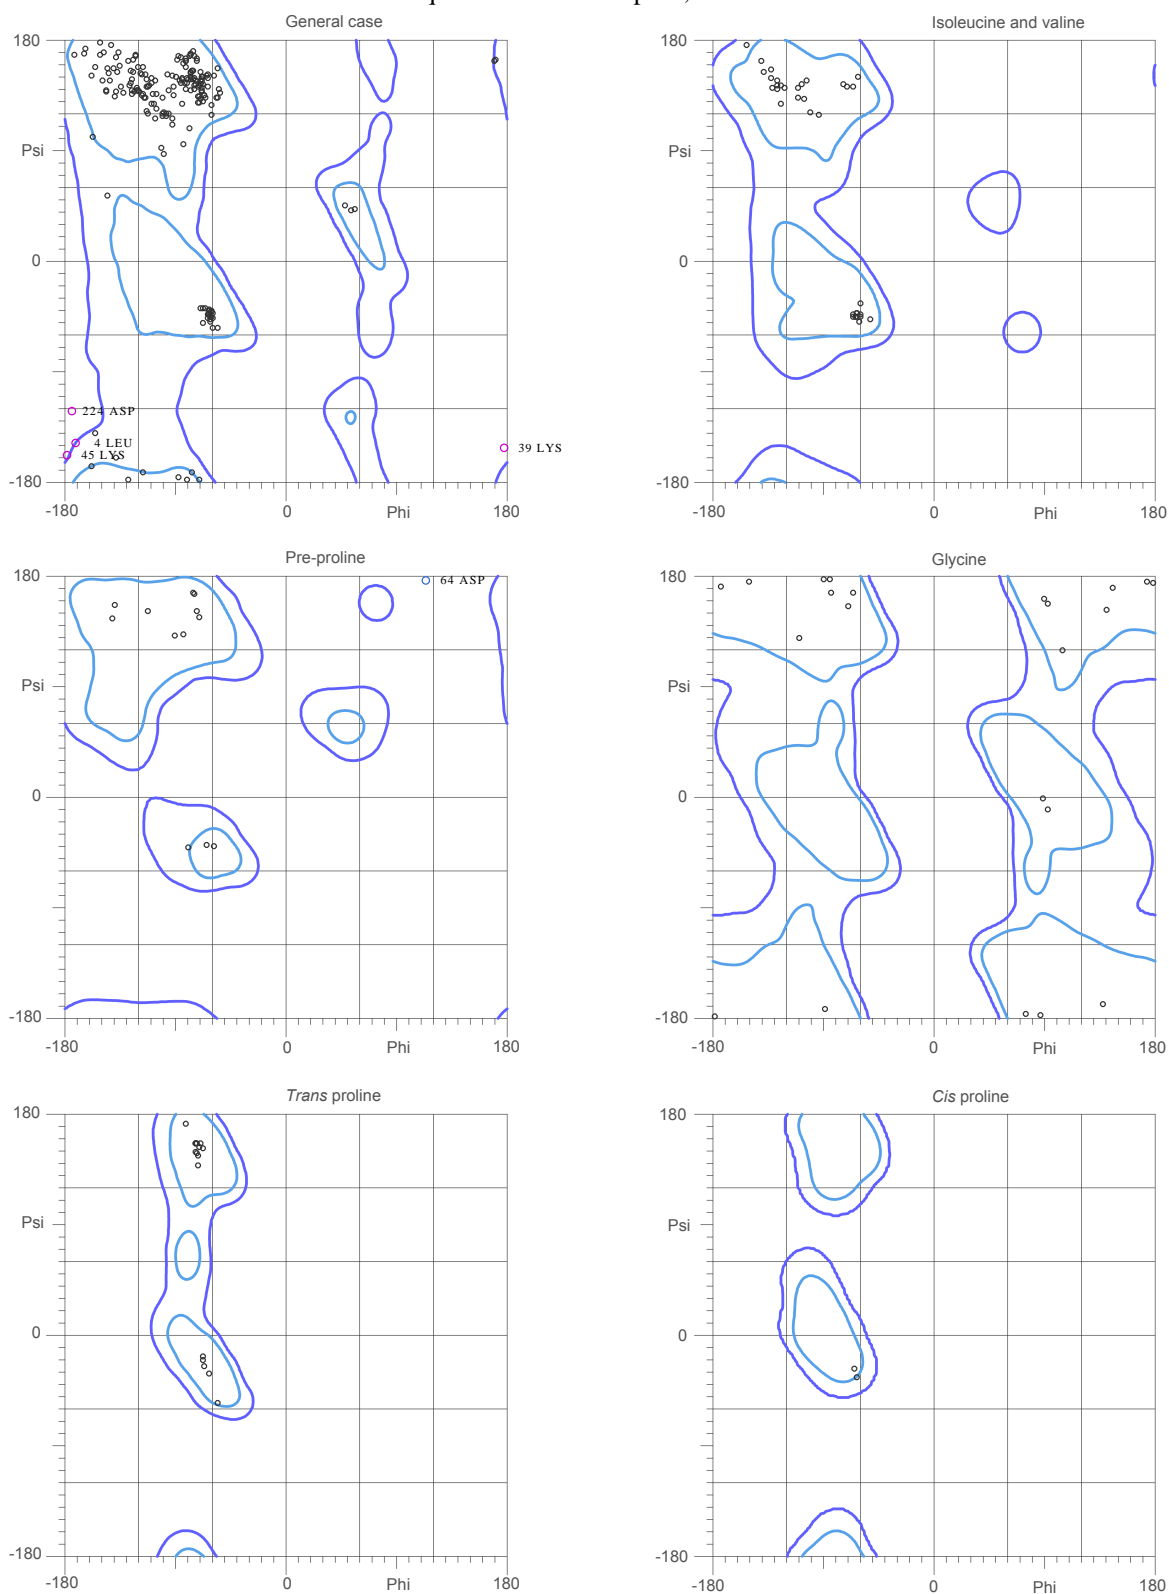 General case
Isoleucine and valine
180
180
Psi
Psi
0
0
224 ASP
4 LEU
45 LYS
39 LYS
-180
-180
-180
0
Phi
180
-180
0
Phi
180
Pre-proline
Glycine
180
64 ASP
180
Psi
Psi
0
0
-180
-180
-180
0
Phi
180
-180
0
Phi
180
Trans proline
Cis proline
180
180
Psi
Psi
0
0
-180
-180
-180
0
Phi
180
-180
0
Phi
180